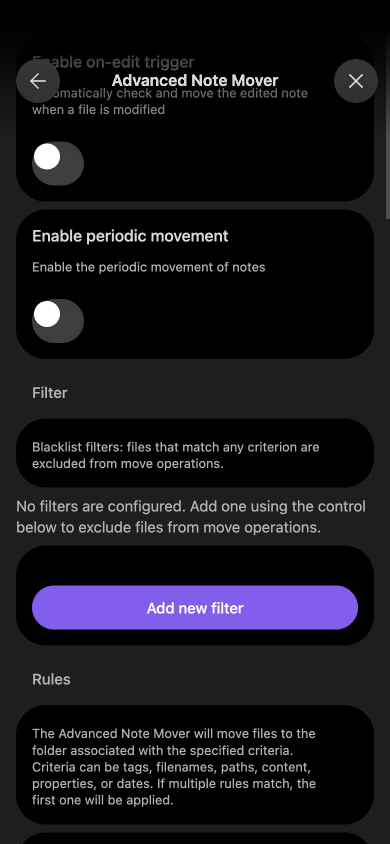 Enable on-edit trigger
Advanced Note Mover
Automatically check and move the edited note
when a file is modified
Enable periodic movement
Enable the periodic movement of notes
Filter
Blacklist filters: files that match any criterion are
excluded from move operations.
No filters are configured. Add one using the control
below to exclude files from move operations.
Add new filter
Rules
The Advanced Note Mover will move files to the
folder associated with the specified criteria.
Criteria can be tags, filenames, paths, content,
properties, or dates. If multiple rules match, the
first one will be applied.